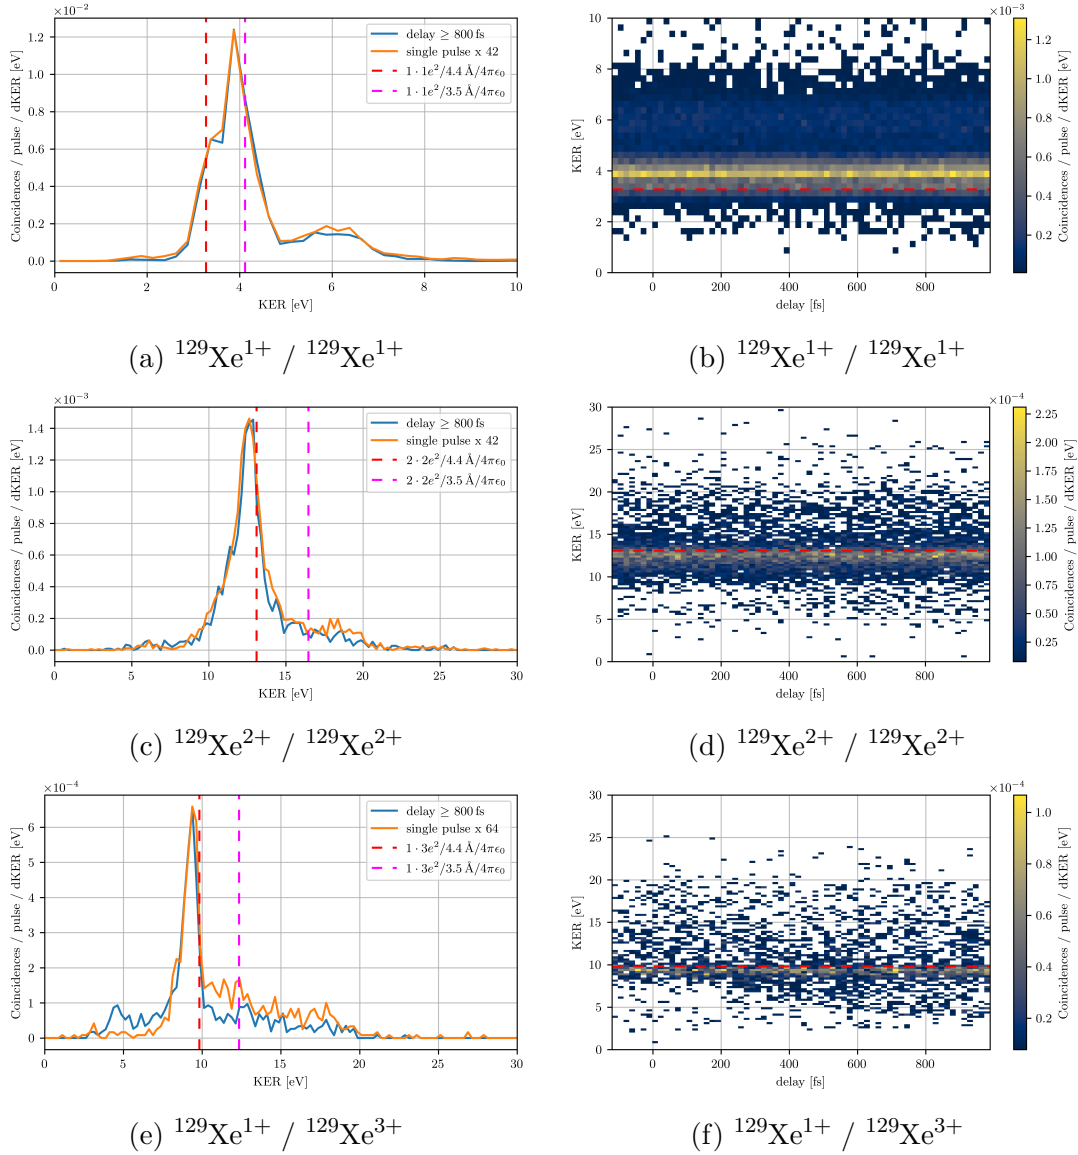 ×10⁻²
Coincidences / pulse / dKER [eV]
1.2
1.0
0.8
0.6
0.4
0.2
0.0
0 2 4 6 8 10
KER [eV]
delay ≥ 800 fs
single pulse x 42
1 · 1e²/4.4 Å/4πϵ₀
1 · 1e²/3.5 Å/4πϵ₀
(a) ¹²⁹Xe¹⁺ / ¹²⁹Xe¹⁺
KER [eV]
10
8
6
4
2
0
0 200 400 600 800
delay [fs]
×10⁻³
1.2
1.0
0.8
0.6
0.4
0.2
Coincidences / pulse / dKER [eV]
(b) ¹²⁹Xe¹⁺ / ¹²⁹Xe¹⁺
×10⁻³
Coincidences / pulse / dKER [eV]
1.4
1.2
1.0
0.8
0.6
0.4
0.2
0.0
0 5 10 15 20 25 30
KER [eV]
delay ≥ 800 fs
single pulse x 42
2 · 2e²/4.4 Å/4πϵ₀
2 · 2e²/3.5 Å/4πϵ₀
(c) ¹²⁹Xe²⁺ / ¹²⁹Xe²⁺
KER [eV]
30
25
20
15
10
5
0
0 200 400 600 800
delay [fs]
×10⁻⁴
2.25
2.00
1.75
1.50
1.25
1.00
0.75
0.50
0.25
Coincidences / pulse / dKER [eV]
(d) ¹²⁹Xe²⁺ / ¹²⁹Xe²⁺
×10⁻⁴
Coincidences / pulse / dKER [eV]
6
5
4
3
2
1
0
0 5 10 15 20 25 30
KER [eV]
delay ≥ 800 fs
single pulse x 64
1 · 3e²/4.4 Å/4πϵ₀
1 · 3e²/3.5 Å/4πϵ₀
(e) ¹²⁹Xe¹⁺ / ¹²⁹Xe³⁺
KER [eV]
30
25
20
15
10
5
0
0 200 400 600 800
delay [fs]
×10⁻⁴
1.0
0.8
0.6
0.4
0.2
Coincidences / pulse / dKER [eV]
(f) ¹²⁹Xe¹⁺ / ¹²⁹Xe³⁺